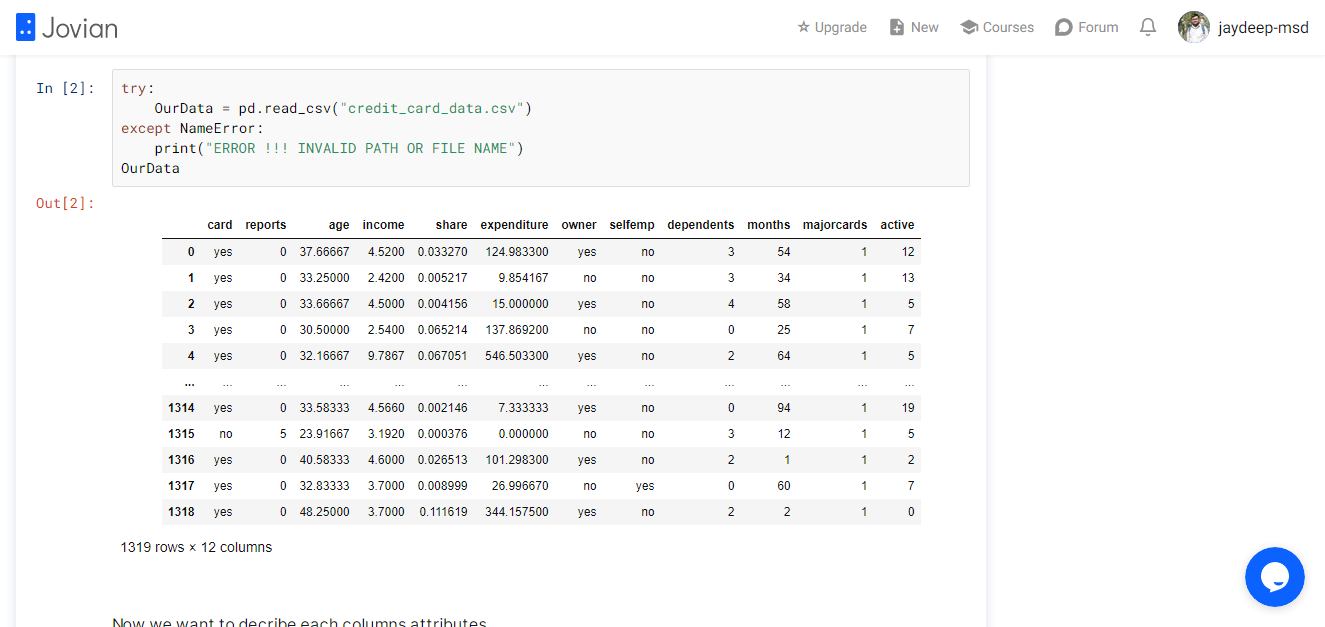 Jovian
Upgrade New Courses Forum jaydeep-msd
In [2]: try:
OurData = pd.read_csv("credit_card_data.csv")
except NameError:
print("ERROR !!! INVALID PATH OR FILE NAME")
OurData
Out[2]:
card reports age income share expenditure owner selfemp dependents months majorcards active
0 yes 0 37.66667 4.5200 0.033270 124.983300 yes no 3 54 1 12
1 yes 0 33.25000 2.4200 0.005217 9.854167 no no 3 34 1 13
2 yes 0 33.66667 4.5000 0.004156 15.000000 yes no 4 58 1 5
3 yes 0 30.50000 2.5400 0.065214 137.869200 no no 0 25 1 7
4 yes 0 32.16667 9.7867 0.067051 546.503300 yes no 2 64 1 5
... ... ... ... ... ... ... ... ... ... ... ... ...
1314 yes 0 33.58333 4.5660 0.002146 7.333333 yes no 0 94 1 19
1315 no 5 23.91667 3.1920 0.000376 0.000000 no no 3 12 1 5
1316 yes 0 40.58333 4.6000 0.026513 101.298300 yes no 2 1 1 2
1317 yes 0 32.83333 3.7000 0.008999 26.996670 no yes 0 60 1 7
1318 yes 0 48.25000 3.7000 0.111619 344.157500 yes no 2 2 1 0
1319 rows × 12 columns
Now we want to decribe each columns attributes